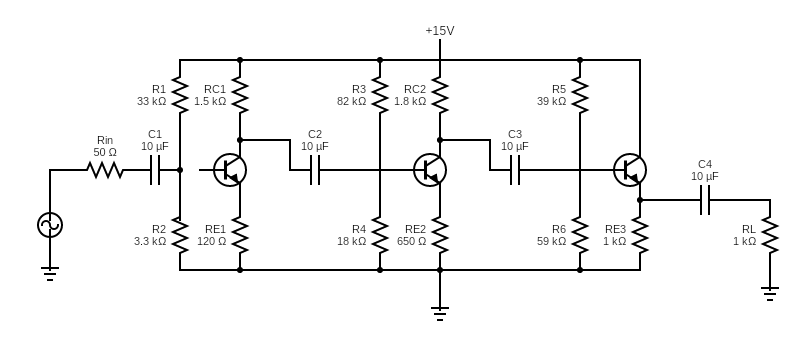 +15V
R1
33 kΩ
RC1
1.5 kΩ
R3
82 kΩ
RC2
1.8 kΩ
R5
39 kΩ
Rin
50 Ω
C1
10 µF
C2
10 µF
C3
10 µF
C4
10 µF
R2
3.3 kΩ
RE1
120 Ω
R4
18 kΩ
RE2
650 Ω
R6
59 kΩ
RE3
1 kΩ
RL
1 kΩ